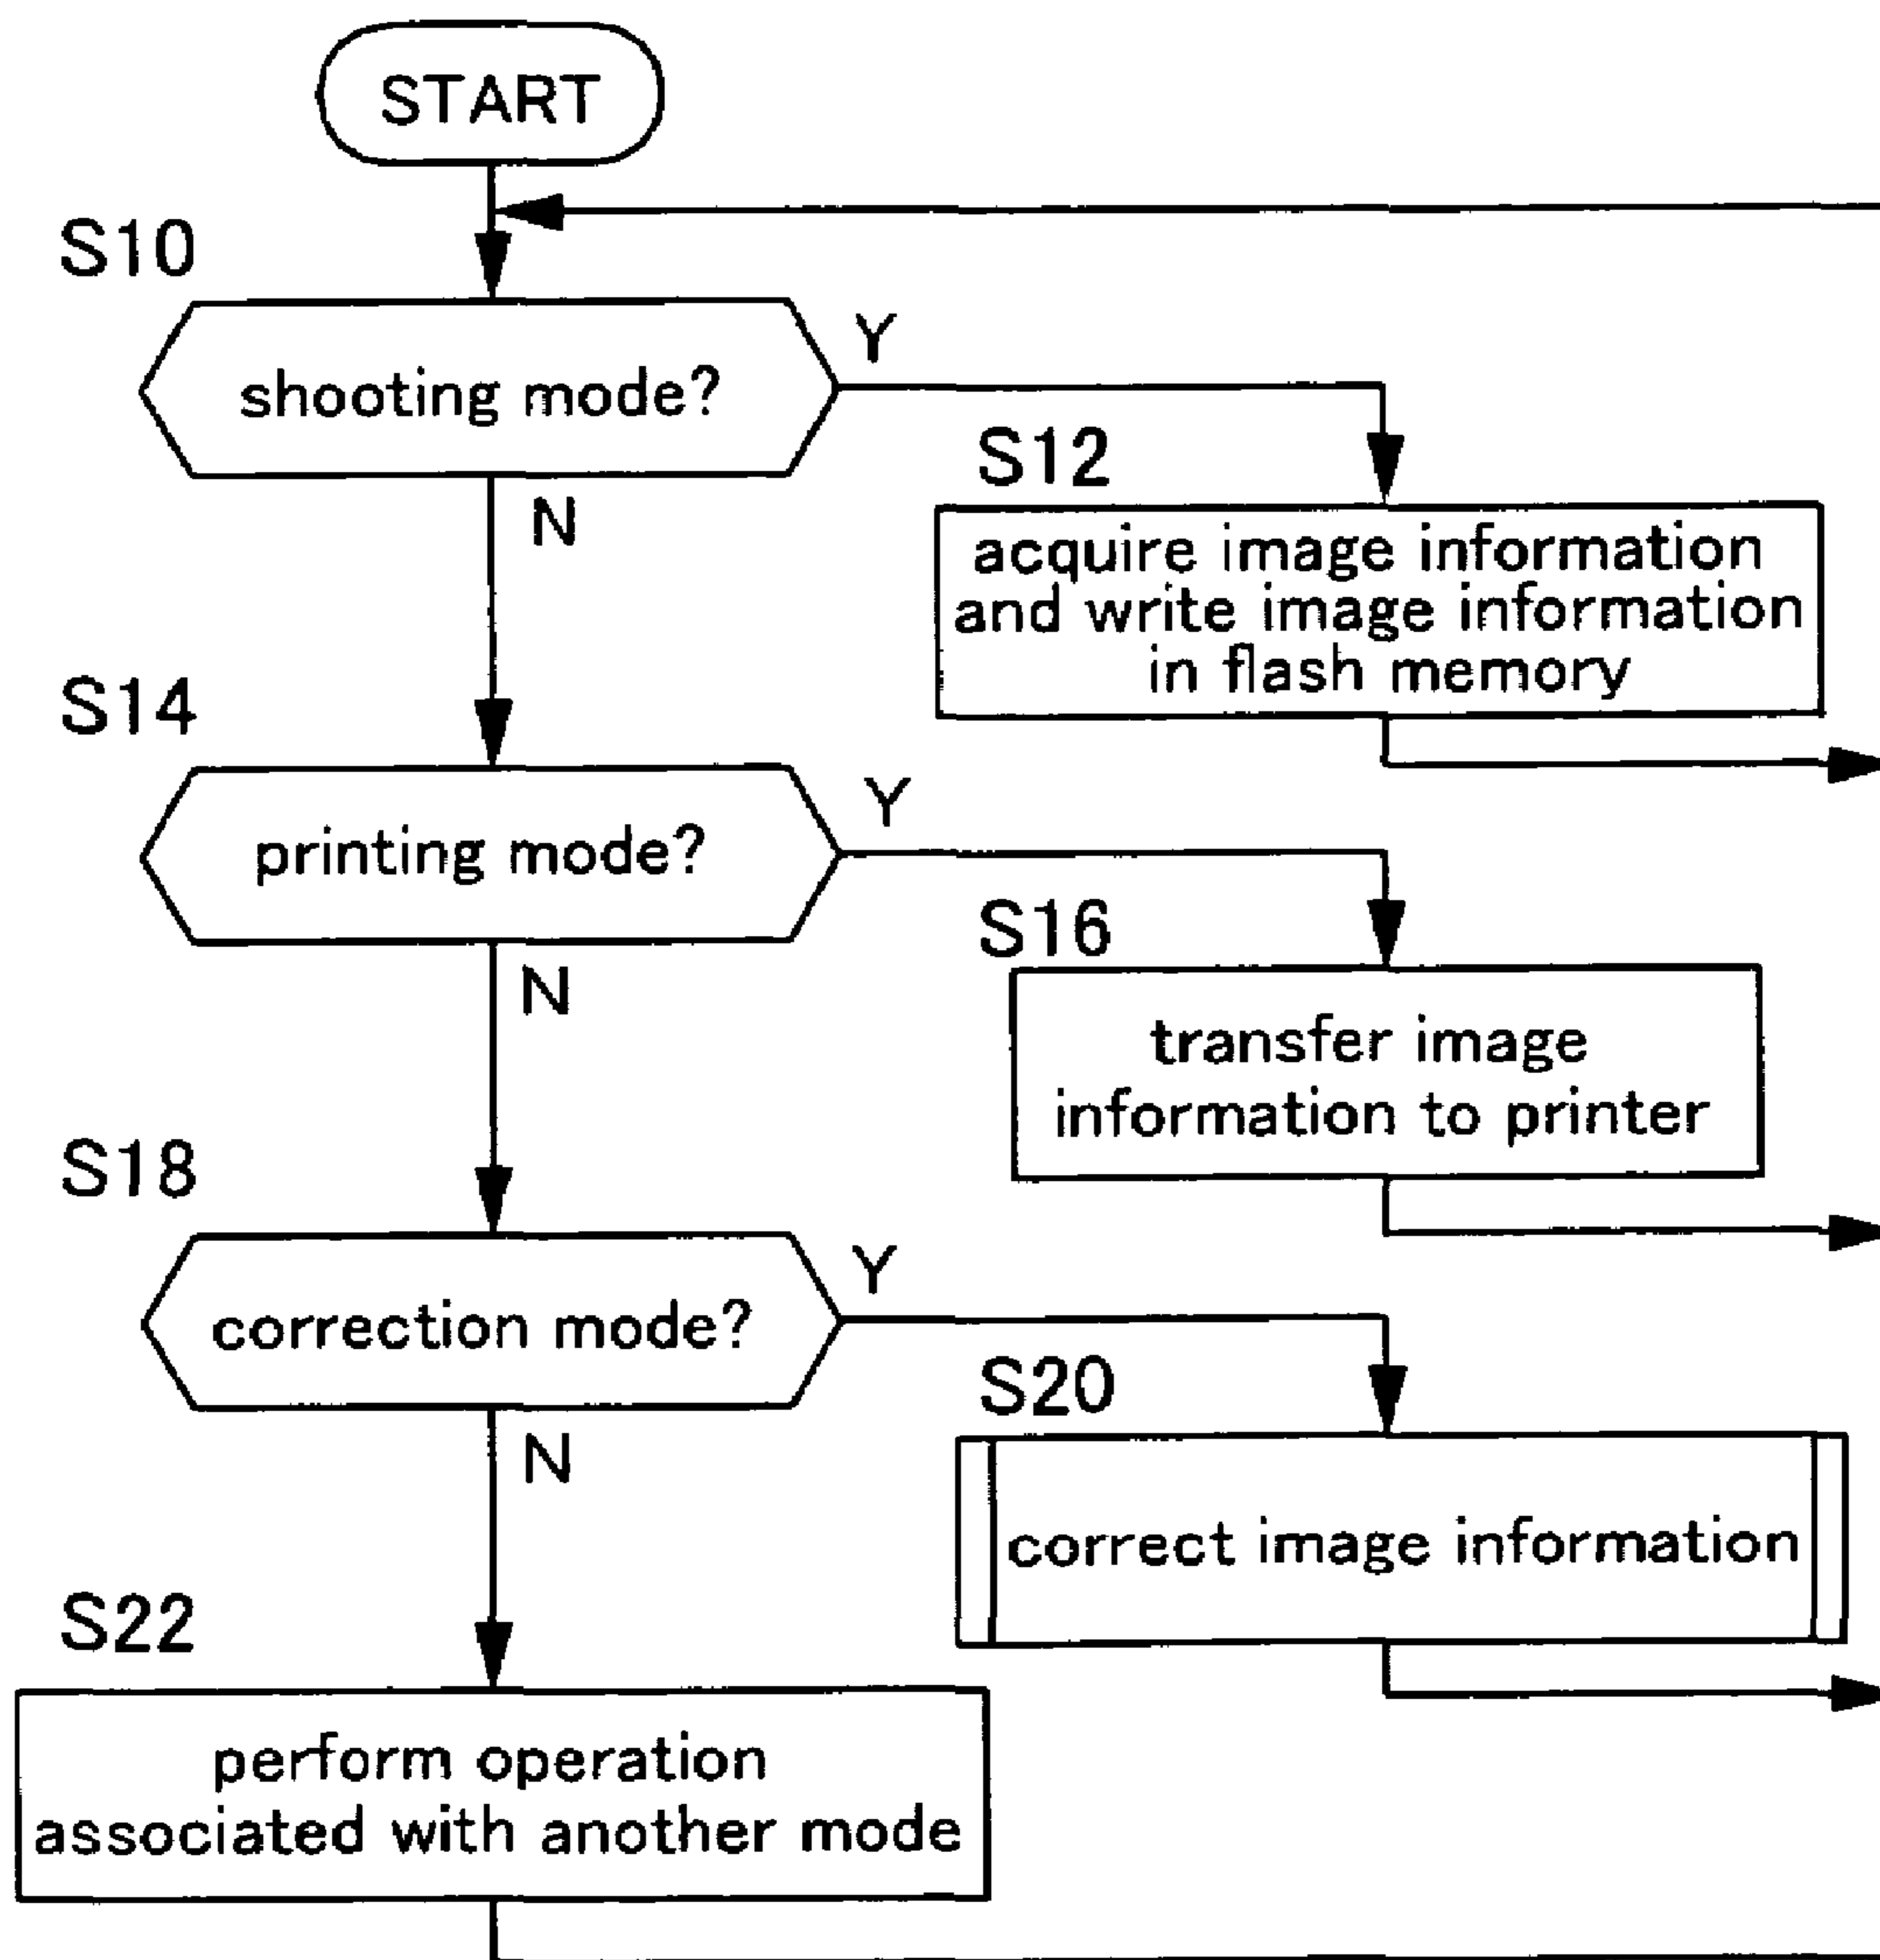 START
S10
shooting mode?
Y
N
S12
acquire image information
and write image information
in flash memory
S14
printing mode?
Y
N
S16
transfer image
information to printer
S18
correction mode?
Y
N
S20
correct image information
S22
perform operation
associated with another mode